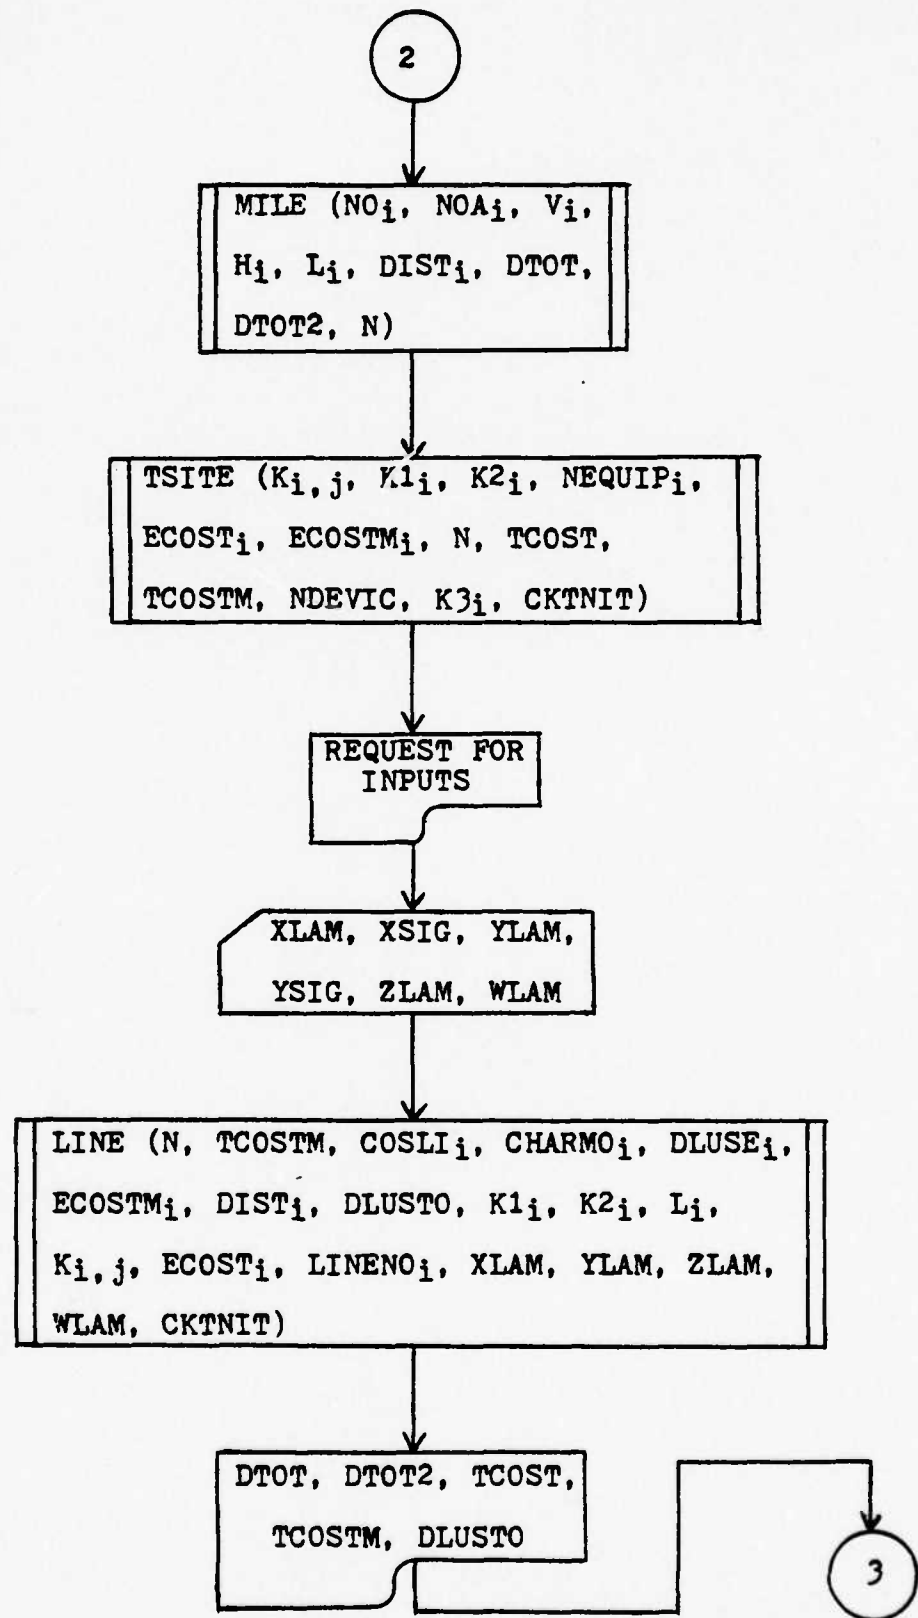 2
MILE (NOi, NOAi, Vi,
Hi, Li, DISTi, DTOT,
DTOT2, N)
TSITE (Ki,j, K1i, K2i, NEQUIPi,
ECOSTi, ECOSTMi, N, TCOST,
TCOSTM, NDEVIC, K3i, CKTNIT)
REQUEST FOR
INPUTS
XLAM, XSIG, YLAM,
YSIG, ZLAM, WLAM
LINE (N, TCOSTM, COSLIi, CHARMOi, DLUSEi,
ECOSTMi, DISTi, DLUSTO, K1i, K2i, Li,
Ki,j, ECOSTi, LINENOi, XLAM, YLAM, ZLAM,
WLAM, CKTNIT)
DTOT, DTOT2, TCOST,
TCOSTM, DLUSTO
3